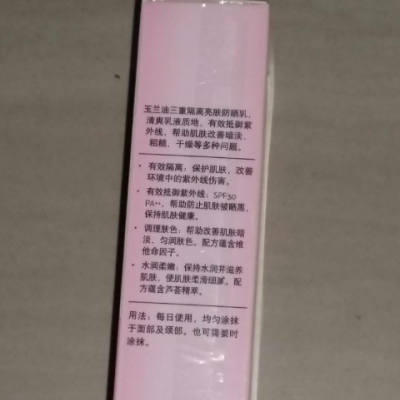 玉兰油三重隔离亮肤防晒乳，
清爽乳液质地，有效抵御紫
外线，帮助肌肤改善暗淡、
粗糙、干燥等多种问题。
• 有效隔离：保护肌肤，改善
环境中的紫外线伤害。
• 有效抵御紫外线：SPF30
PA++，帮助防止肌肤被晒黑，
保持肌肤健康。
• 调理肤色：帮助改善肌肤暗
淡、匀润肤色，配方蕴含维
他命因子。
• 水润柔嫩：保持水润并滋养
肌肤，使肌肤柔滑细腻。配
方蕴含芦荟精萃。
用法：每日使用，均匀涂抹
于面部及颈部。也可需要时
涂抹。